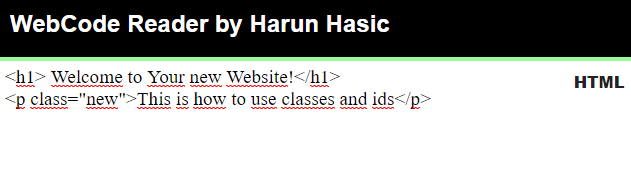 WebCode Reader by Harun Hasic
<h1> Welcome to Your new Website!</h1>
HTML
<p class="new">This is how to use classes and ids</p>